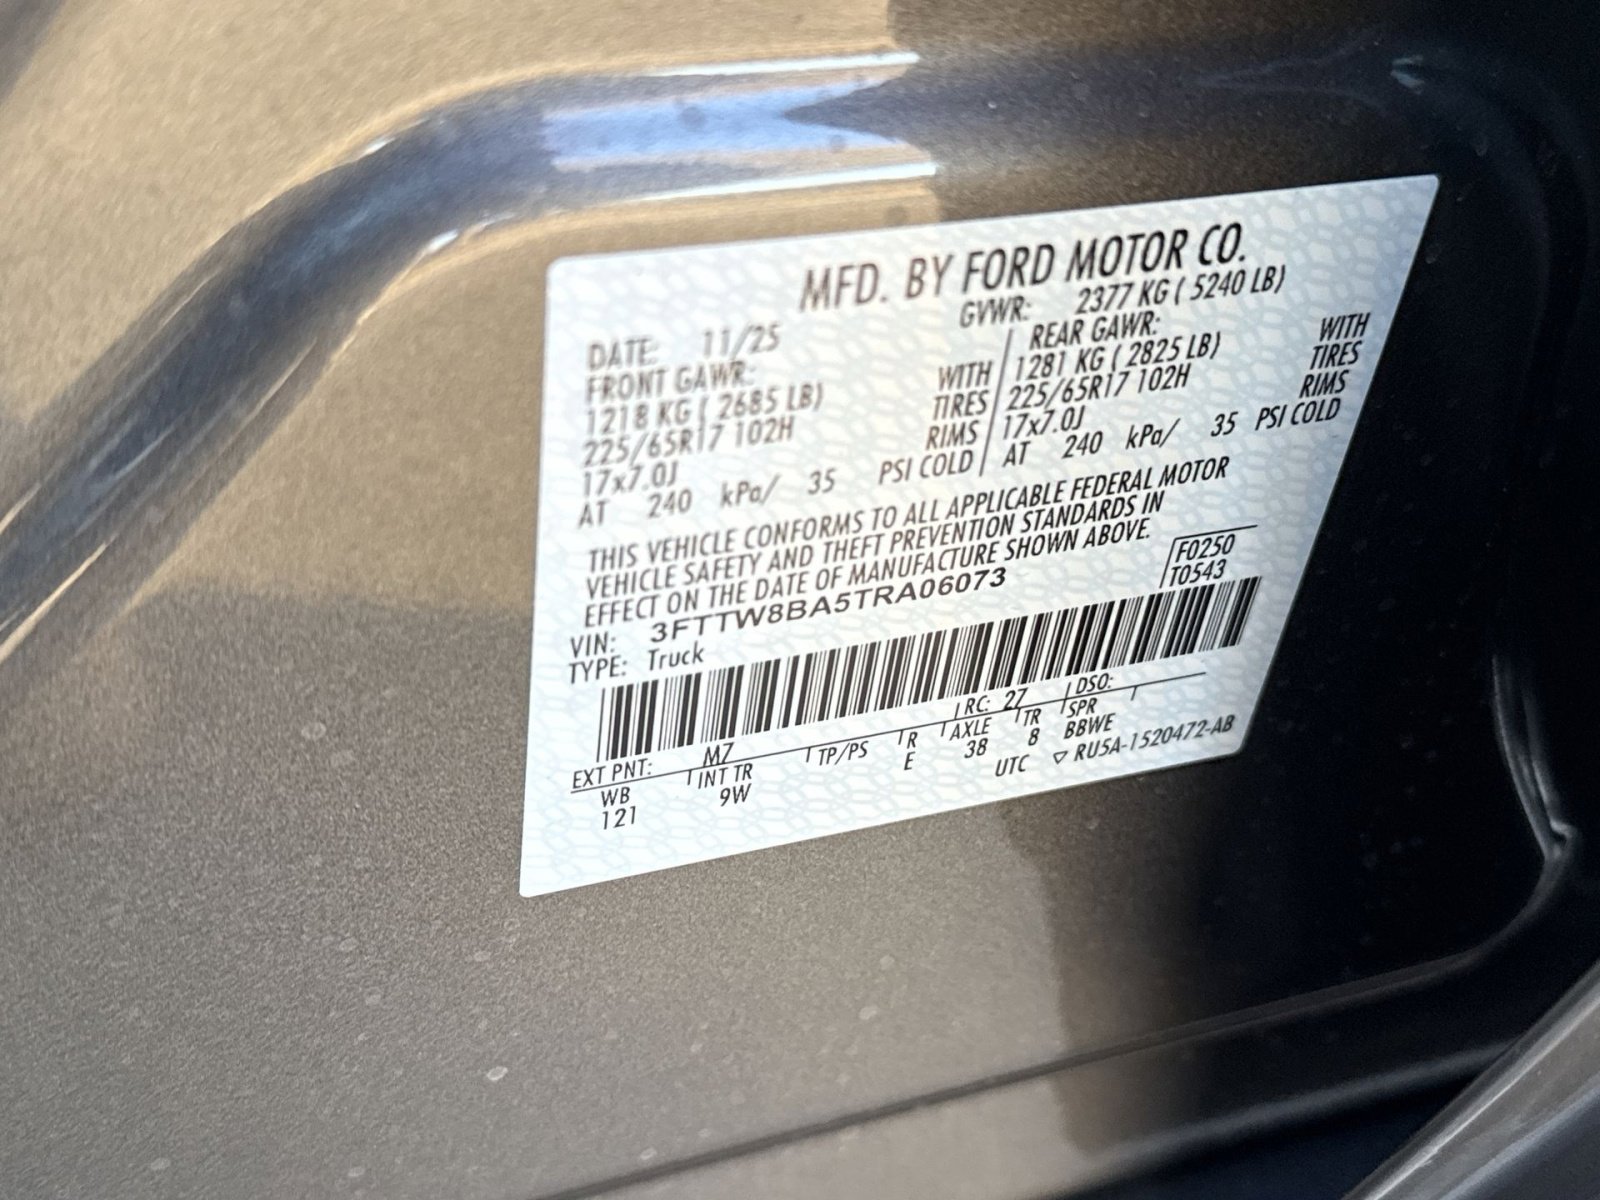 MFD. BY FORD MOTOR CO.
DATE: 11/25 GVWR: 2377 KG ( 5240 LB)
FRONT GAWR: REAR GAWR:
1218 KG ( 2685 LB) WITH 1281 KG ( 2825 LB) WITH
225/65R17 102H TIRES 225/65R17 102H TIRES
17x7.0J RIMS 17x7.0J RIMS
AT 240 kPa/ 35 PSI COLD AT 240 kPa/ 35 PSI COLD
THIS VEHICLE CONFORMS TO ALL APPLICABLE FEDERAL MOTOR
VEHICLE SAFETY AND THEFT PREVENTION STANDARDS IN
EFFECT ON THE DATE OF MANUFACTURE SHOWN ABOVE.
F0250
T0543
VIN: 3FTTW8BA5TRA06073
TYPE: Truck
EXT PNT: M7 RC: 27 DSO:
WB INT TR TP/PS R AXLE TR SPR
121 9W E 38 8 BBWE
UTC ▽ RU5A-1520472-AB